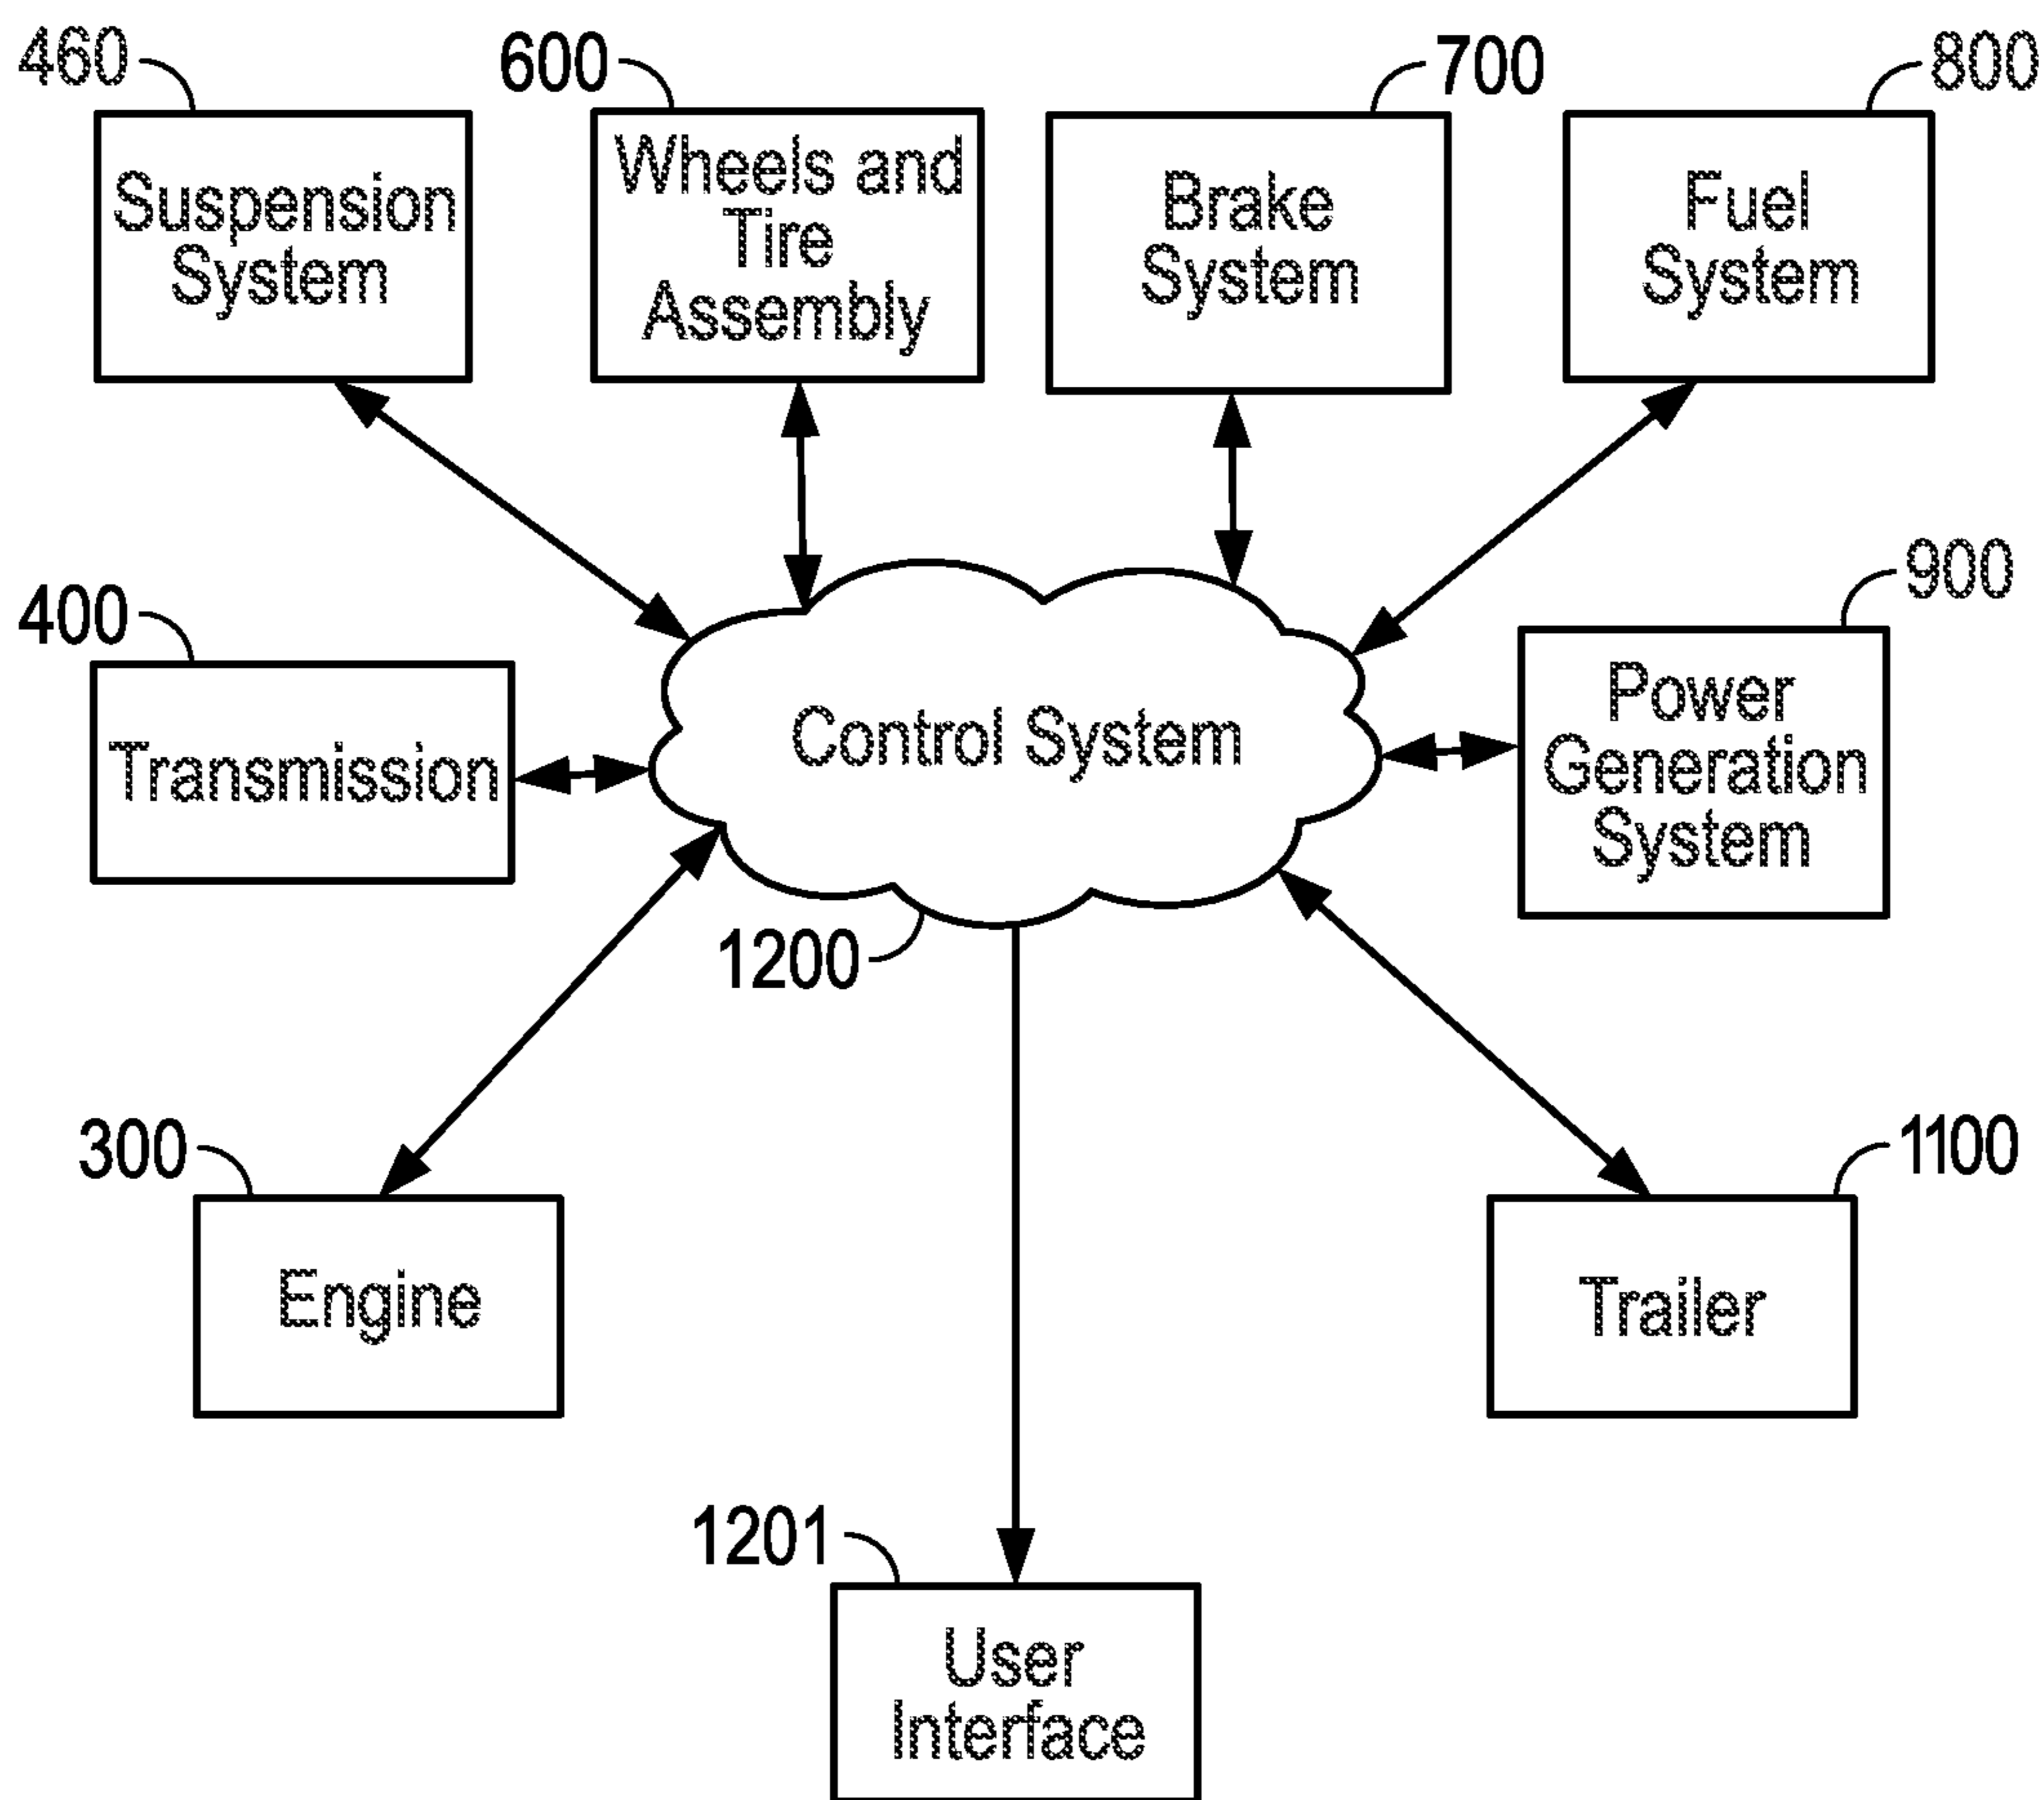 460
Suspension
System
600
Wheels and
Tire
Assembly
700
Brake
System
800
Fuel
System
400
Transmission
Control System
1200
900
Power
Generation
System
300
Engine
1100
Trailer
1201
User
Interface